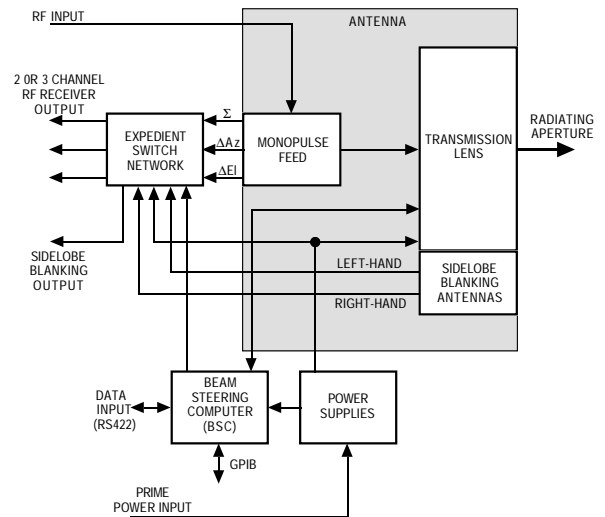 RF INPUT
ANTENNA
2 0R 3 CHANNEL
RF RECEIVER
OUTPUT
EXPEDIENT
SWITCH
NETWORK
Σ
ΔAz
ΔEl
MONOPULSE
FEED
TRANSMISSION
LENS
RADIATING
APERTURE
SIDELOBE
BLANKING
OUTPUT
LEFT-HAND
RIGHT-HAND
SIDELOBE
BLANKING
ANTENNAS
DATA
INPUT
(RS422)
BEAM
STEERING
COMPUTER
(BSC)
POWER
SUPPLIES
GPIB
PRIME
POWER INPUT